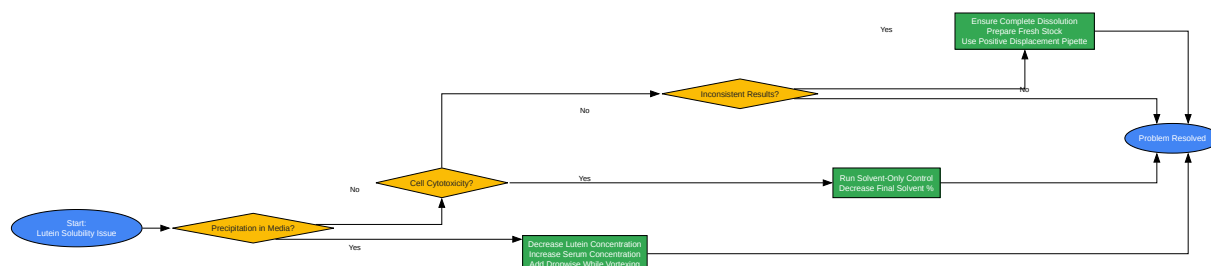 Start:
Lutein Solubility Issue
Precipitation in Media?
No
Yes
Cell Cytotoxicity?
No
Yes
Inconsistent Results?
Yes
No
Decrease Lutein Concentration
Increase Serum Concentration
Add Dropwise While Vortexing
Run Solvent-Only Control
Decrease Final Solvent %
Ensure Complete Dissolution
Prepare Fresh Stock
Use Positive Displacement Pipette
Problem Resolved